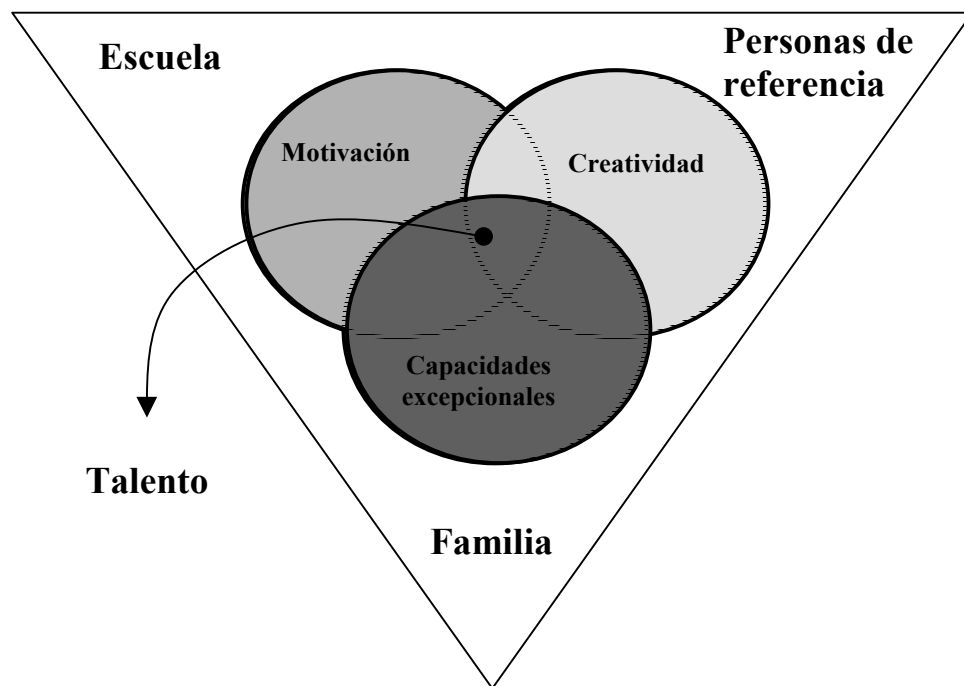 Escuela
Personas de
referencia
Motivación
Creatividad
Capacidades
excepcionales
Talento
Familia